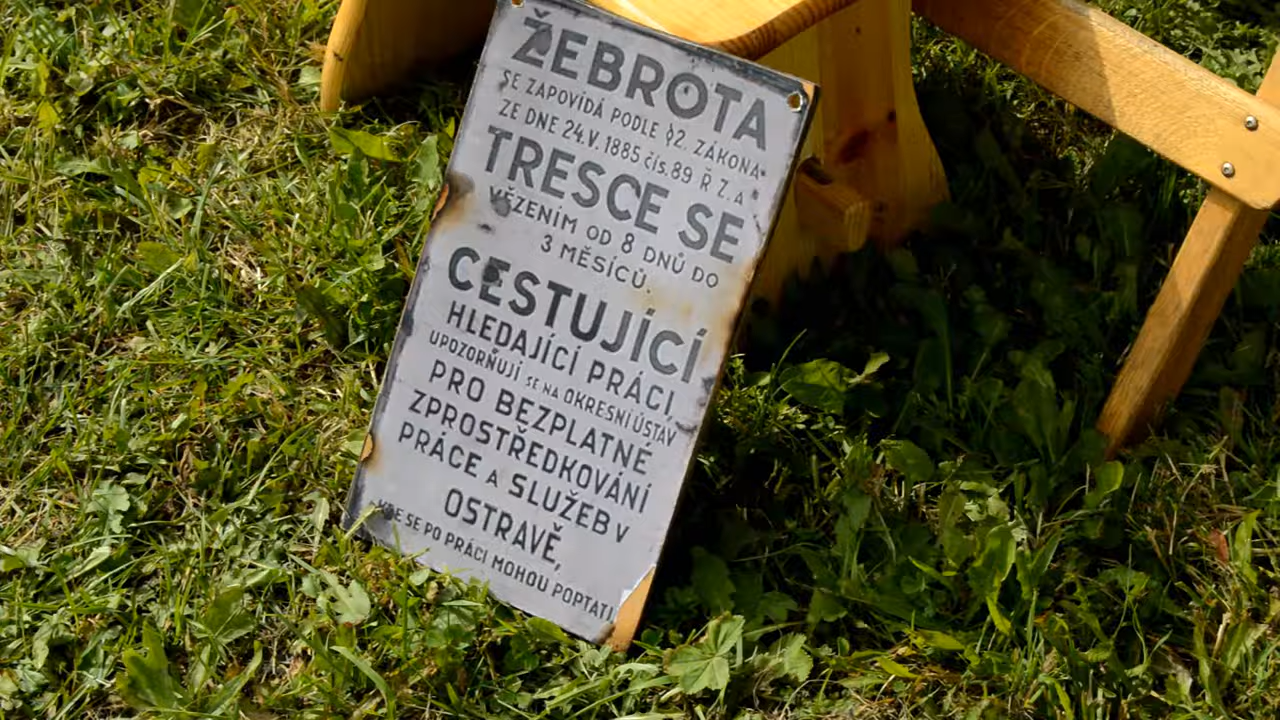 ŽEBROTA
SE ZAPOVÍDÁ PODLE §2. ZÁKONA
ZE DNE 24.V. 1885 čís. 89 Ř. Z. A
TRESCE SE
VĚZENÍM OD 8 DNŮ DO
3 MĚSÍCŮ.
CESTUJÍCÍ
HLEDAJÍCÍ PRÁCI
UPOZORŇUJÍ SE NA OKRESNÍ ÚSTAV
PRO BEZPLATNÉ
ZPROSTŘEDKOVÁNÍ
PRÁCE A SLUŽEB V
OSTRAVĚ,
KDE SE PO PRÁCI MOHOU POPTATI